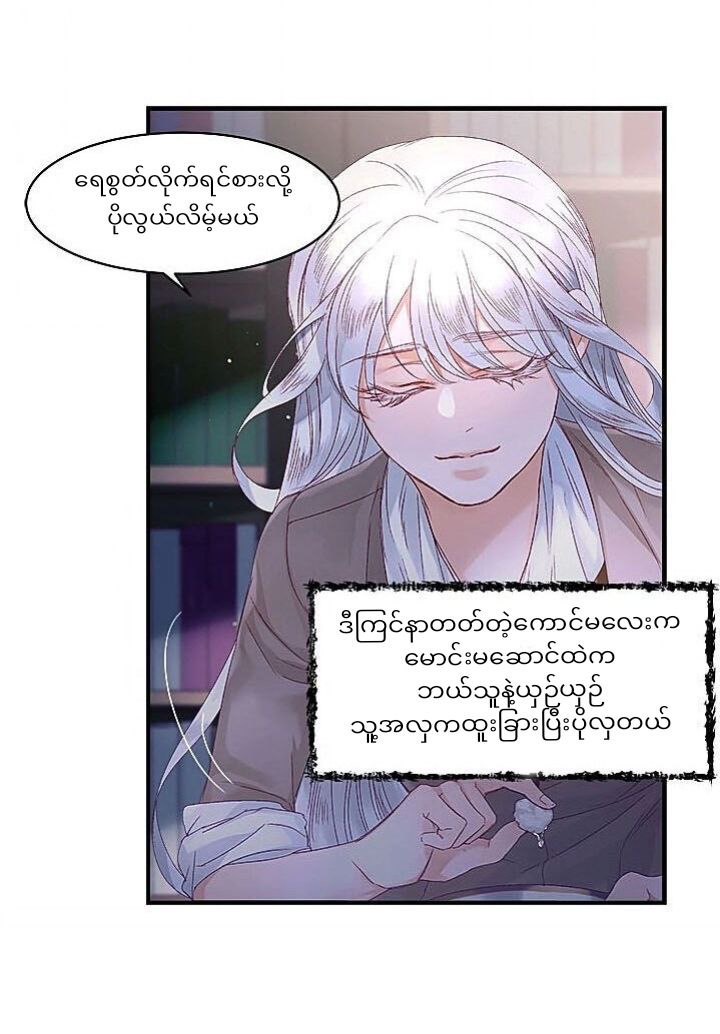 ရေစွတ်လိုက်ရင်စားလို့
ပိုလွယ်လိမ့်မယ်
ဒီကြင်နာတတ်တဲ့ကောင်မလေးက
မောင်းမဆောင်ထဲက
ဘယ်သူနဲ့ယှဉ်ယှဉ်
သူ့အလှကထူးခြားပြီးပိုလှတယ်